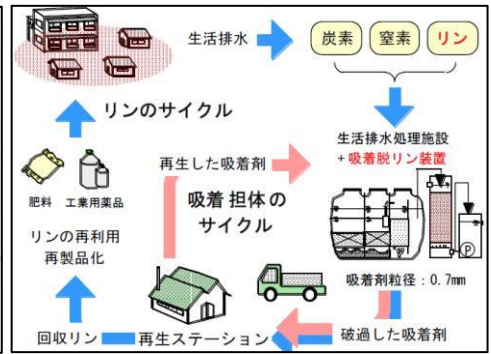 生活排水
炭素
窒素
リン
リンのサイクル
生活排水処理施設
+ 吸着脱リン装置
再生した吸着剤
肥料
工業用薬品
吸着担体の
サイクル
リンの再利用
再製品化
P
吸着剤粒径：0.7mm
回収リン
再生ステーション
破過した吸着剤